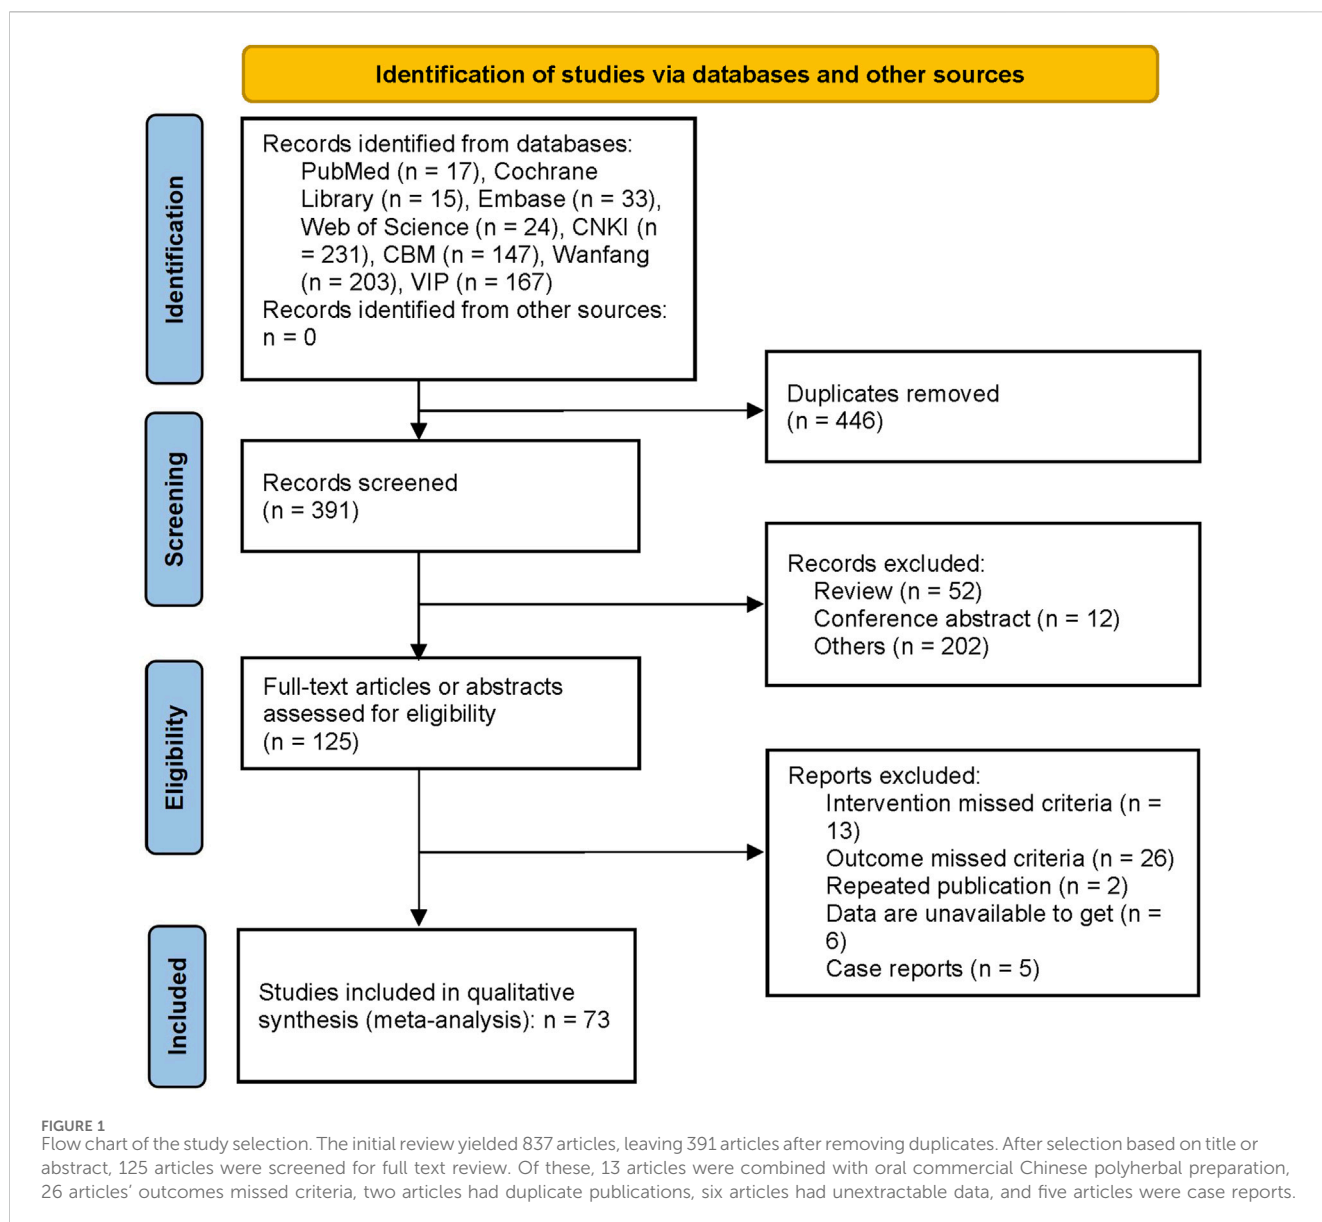 Identification of studies via databases and other sources
Identification
Records identified from databases:
PubMed (n = 17), Cochrane
Library (n = 15), Embase (n = 33),
Web of Science (n = 24), CNKI (n
= 231), CBM (n = 147), Wanfang
(n = 203), VIP (n = 167)
Records identified from other sources:
n = 0
Duplicates removed
(n = 446)
Screening
Records screened
(n = 391)
Records excluded:
Review (n = 52)
Conference abstract (n = 12)
Others (n = 202)
Eligibility
Full-text articles or abstracts
assessed for eligibility
(n = 125)
Reports excluded:
Intervention missed criteria (n =
13)
Outcome missed criteria (n = 26)
Repeated publication (n = 2)
Data are unavailable to get (n =
6)
Case reports (n = 5)
Included
Studies included in qualitative
synthesis (meta-analysis): n = 73
FIGURE 1
Flow chart of the study selection. The initial review yielded 837 articles, leaving 391 articles after removing duplicates. After selection based on title or
abstract, 125 articles were screened for full text review. Of these, 13 articles were combined with oral commercial Chinese polyherbal preparation,
26 articles' outcomes missed criteria, two articles had duplicate publications, six articles had unextractable data, and five articles were case reports.